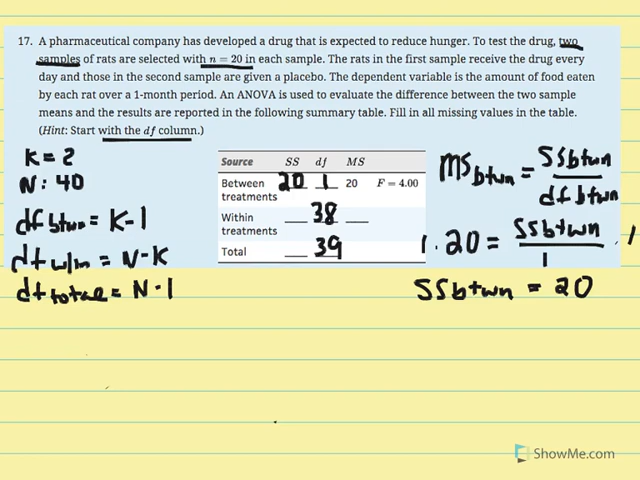 17. A pharmaceutical company has developed a drug that is expected to reduce hunger. To test the drug, two
samples of rats are selected with n = 20 in each sample. The rats in the first sample receive the drug every
day and those in the second sample are given a placebo. The dependent variable is the amount of food eaten
by each rat over a 1-month period. An ANOVA is used to evaluate the difference between the two sample
means and the results are reported in the following summary table. Fill in all missing values in the table.
(Hint: Start with the df column.)
K = 2
N: 40
df btwn = K-1
df w/in = N-K
df total = N-1
Source SS df MS
Between treatments 20 1 20 F = 4.00
Within treatments __ 38 __
Total __ 39
MS btwn = SSbtwn / df btwn
1 · 20 = SSbtwn / 1 · 1
SSbtwn = 20
ShowMe.com